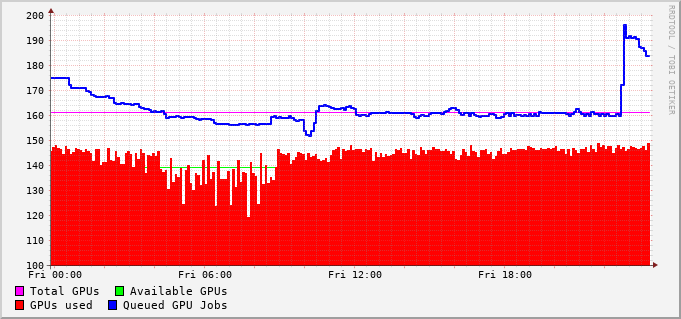 RRDTOOL / TOBI OETIKER
200
190
180
170
160
150
140
130
120
110
100
Fri 00:00 Fri 06:00 Fri 12:00 Fri 18:00
Total GPUs Available GPUs
GPUs used Queued GPU Jobs